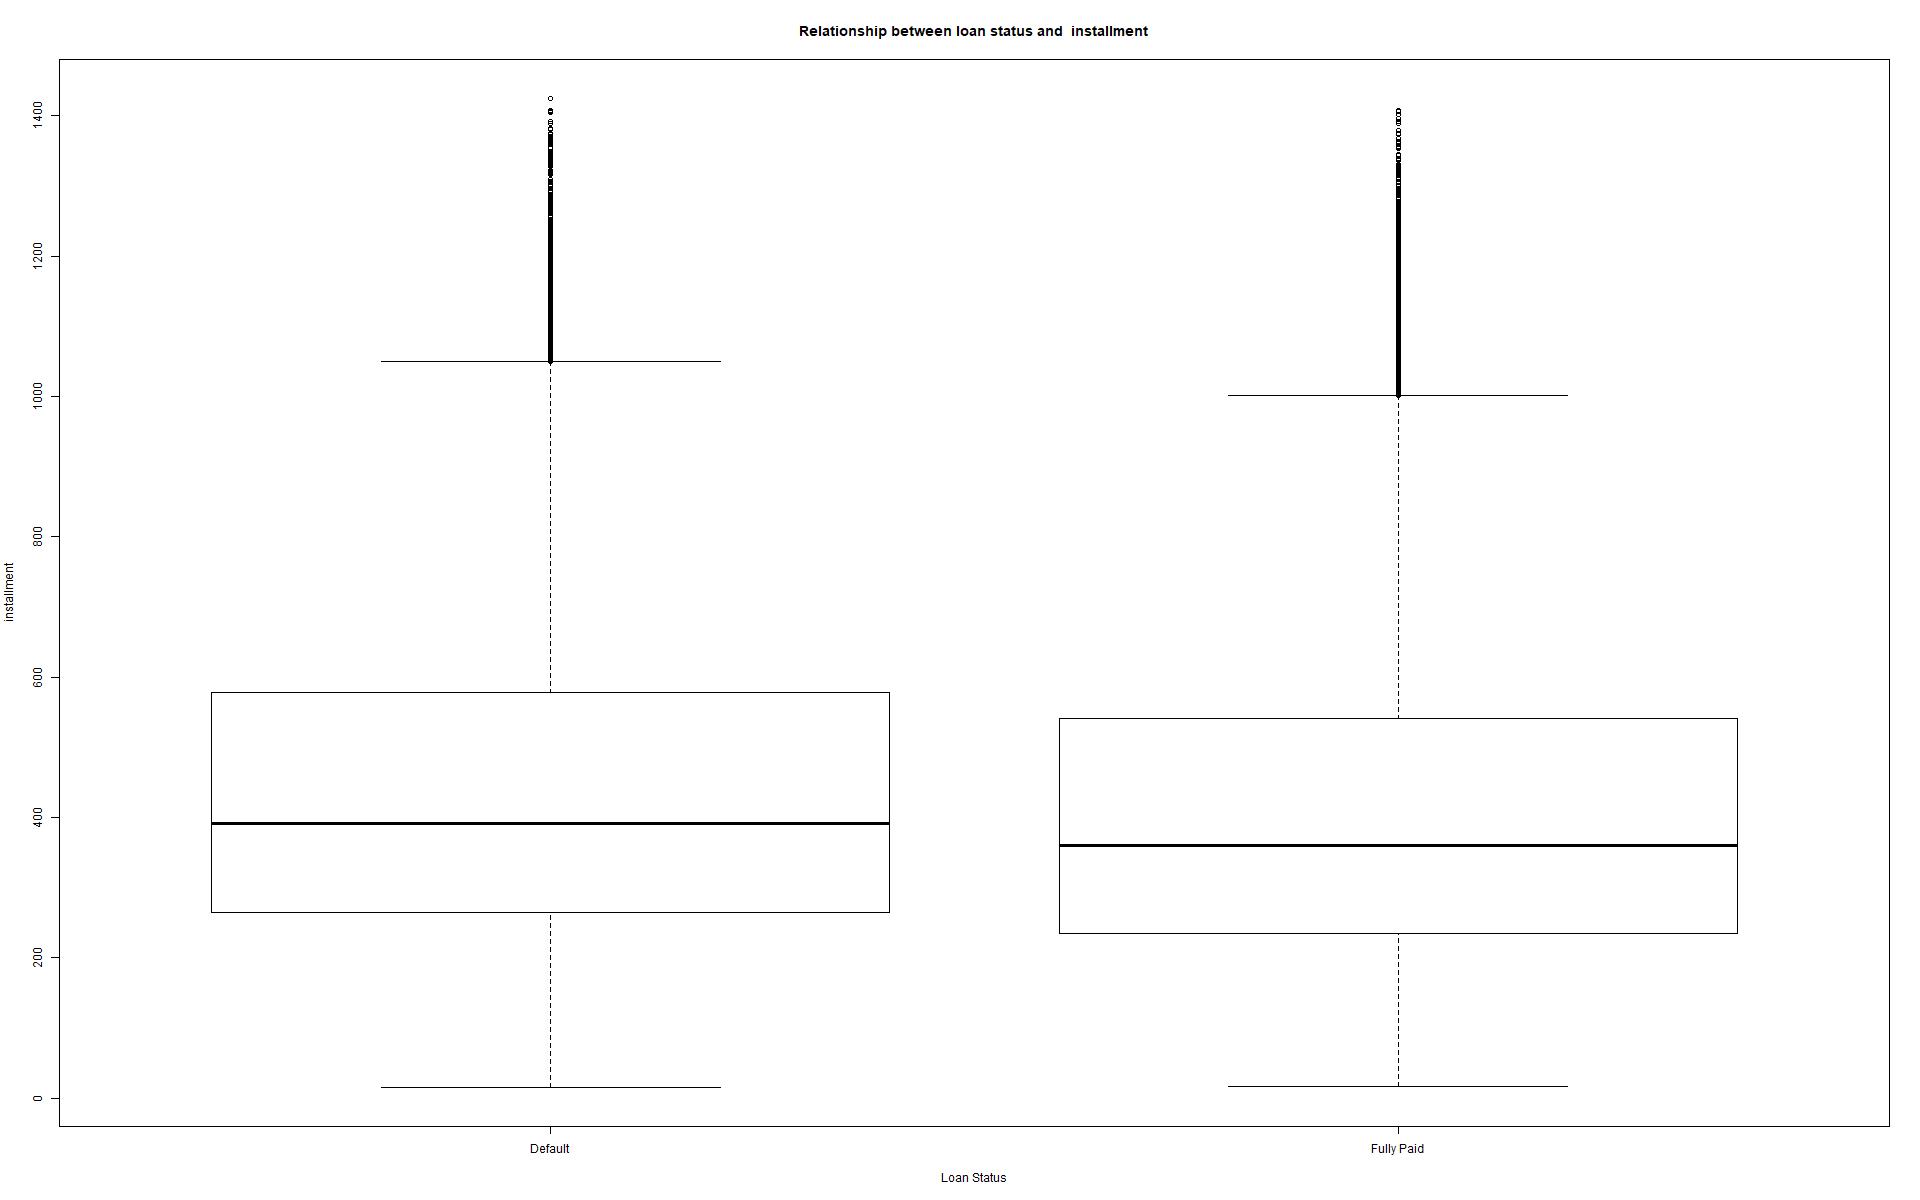 Relationship between loan status and  installment
installment
1400
1200
1000
800
600
400
200
0
Default
Fully Paid
Loan Status